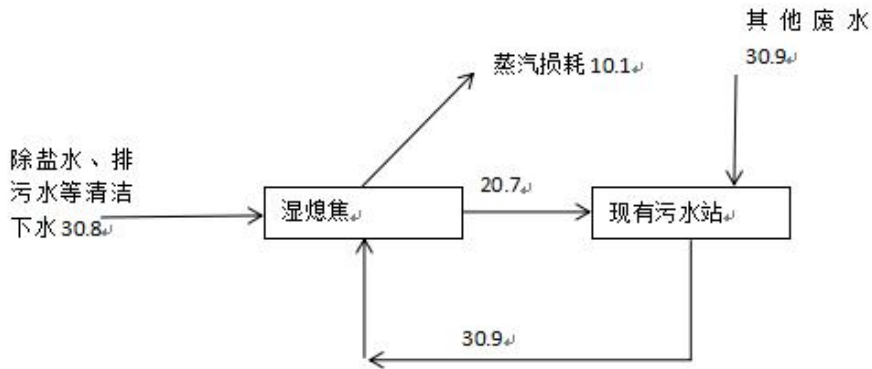 其他废水
30.9
蒸汽损耗 10.1
除盐水、排
污水等清洁
下水 30.8
湿熄焦
20.7
现有污水站
30.9